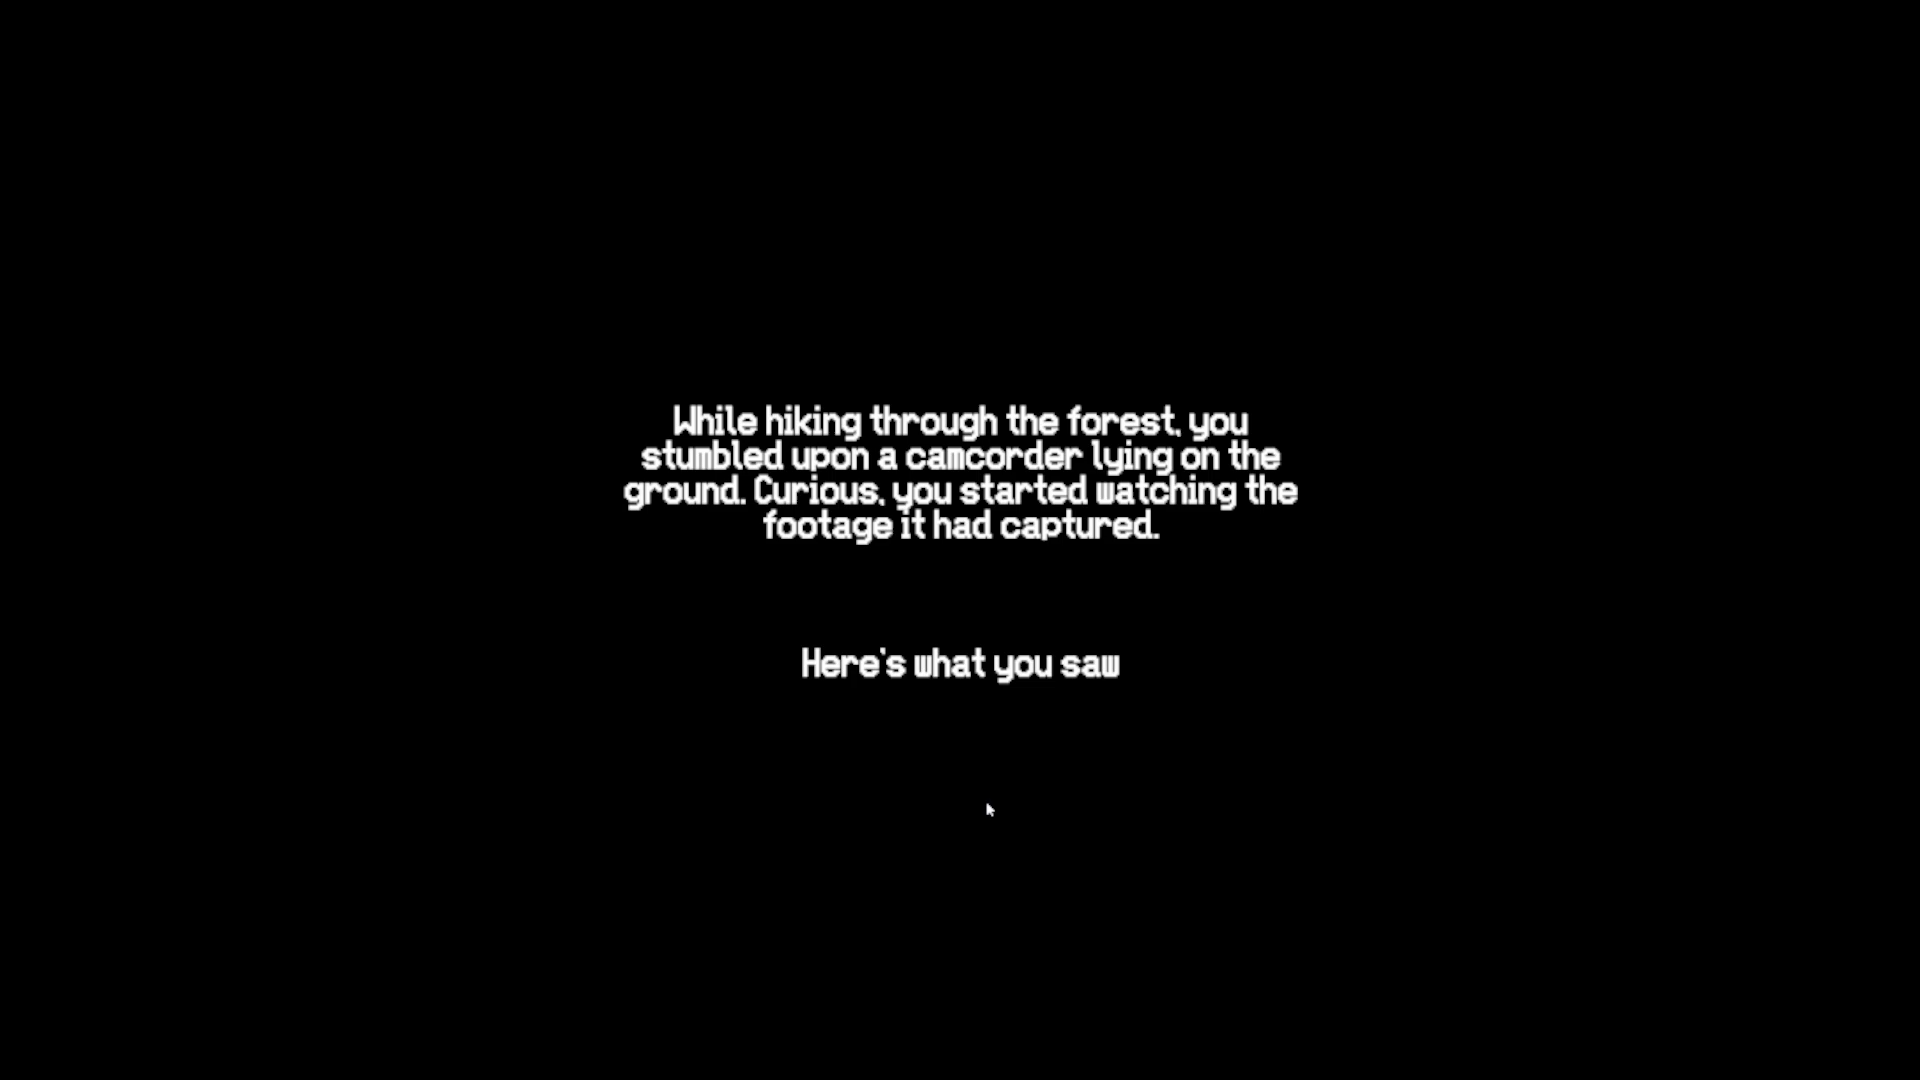 While hiking through the forest, you
stumbled upon a camcorder lying on the
ground. Curious, you started watching the
footage it had captured.
Here's what you saw